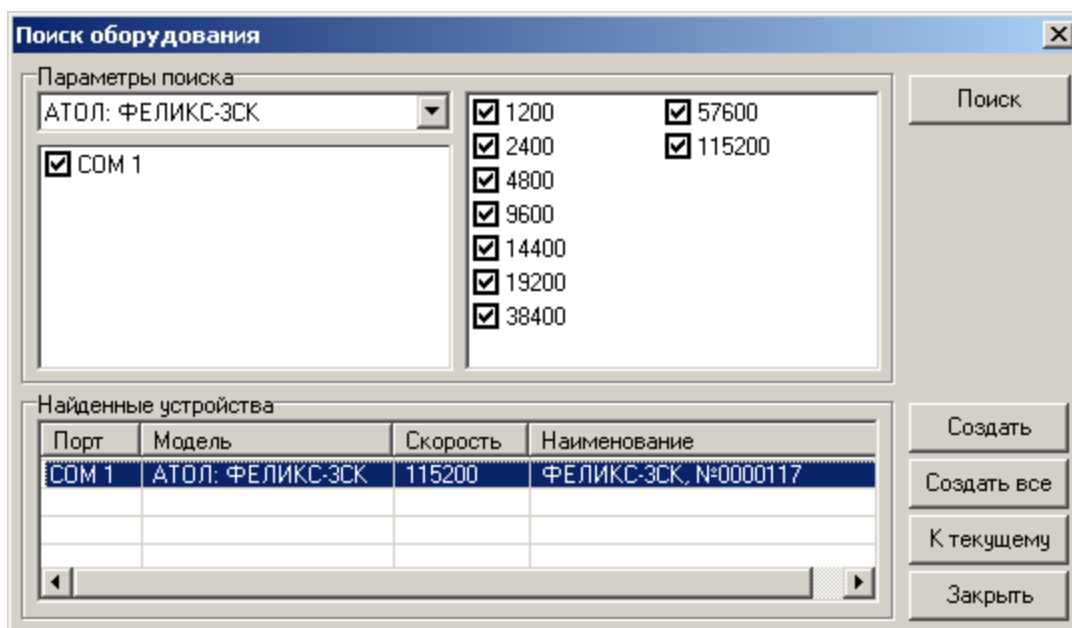 Поиск оборудования
Параметры поиска
АТОЛ: ФЕЛИКС-3СК
COM 1
1200
2400
4800
9600
14400
19200
38400
57600
115200
Поиск
Найденные устройства
Порт Модель Скорость Наименование
COM 1 АТОЛ: ФЕЛИКС-3СК 115200 ФЕЛИКС-3СК, №0000117
Создать
Создать все
К текущему
Закрыть